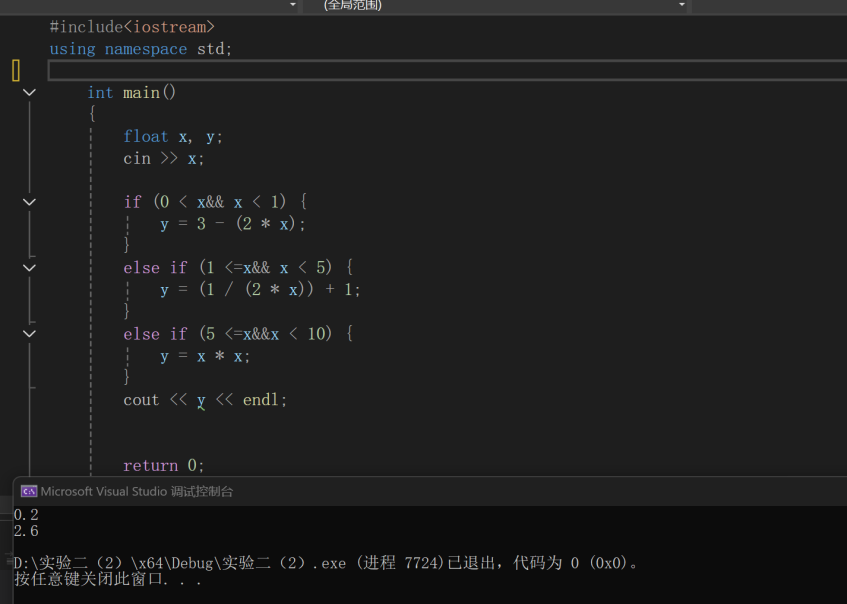 (全局范围)
#include<iostream>
using namespace std;
int main()
{
float x, y;
cin >> x;
if (0 < x&& x < 1) {
y = 3 - (2 * x);
}
else if (1 <=x&& x < 5) {
y = (1 / (2 * x)) + 1;
}
else if (5 <=x&&x < 10) {
y = x * x;
}
cout << y << endl;
return 0;
Microsoft Visual Studio 调试控制台
0.2
2.6
D:\实验二（2）\x64\Debug\实验二（2）.exe (进程 7724)已退出，代码为 0 (0x0)。
按任意键关闭此窗口. . .